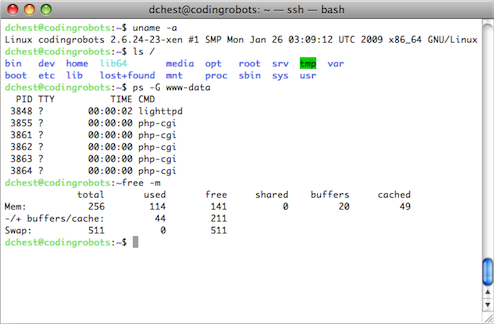 dchest@codingrobots: ~ — ssh — bash
dchest@codingrobots:~$ uname -a
Linux codingrobots 2.6.24-23-xen #1 SMP Mon Jan 26 03:09:12 UTC 2009 x86_64 GNU/Linux
dchest@codingrobots:~$ ls /
bin dev home lib64 media opt root srv tmp var
boot etc lib lost+found mnt proc sbin sys usr
dchest@codingrobots:~$ ps -G www-data
PID TTY TIME CMD
3848 ? 00:00:02 lighttpd
3855 ? 00:00:00 php-cgi
3861 ? 00:00:00 php-cgi
3862 ? 00:00:00 php-cgi
3863 ? 00:00:00 php-cgi
3864 ? 00:00:00 php-cgi
dchest@codingrobots:~free -m
total used free shared buffers cached
Mem: 256 114 141 0 20 49
-/+ buffers/cache: 44 211
Swap: 511 0 511
dchest@codingrobots:~$